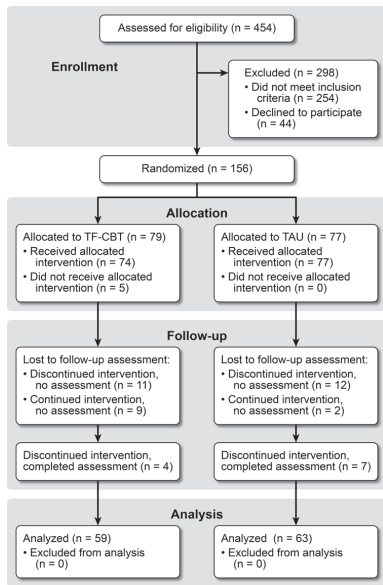 Assessed for eligibility (n = 454)
Enrollment
Excluded (n = 298)
• Did not meet inclusion
criteria (n = 254)
• Declined to participate
(n = 44)
Randomized (n = 156)
Allocation
Allocated to TF-CBT (n = 79)
• Received allocated
intervention (n = 74)
• Did not receive allocated
intervention (n = 5)
Allocated to TAU (n = 77)
• Received allocated
intervention (n = 77)
• Did not receive allocated
intervention (n = 0)
Follow-up
Lost to follow-up assessment:
• Discontinued intervention,
no assessment (n = 11)
• Continued intervention,
no assessment (n = 9)
Lost to follow-up assessment:
• Discontinued intervention,
no assessment (n = 12)
• Continued intervention,
no assessment (n = 2)
Discontinued intervention,
completed assessment (n = 4)
Discontinued intervention,
completed assessment (n = 7)
Analysis
Analyzed (n = 59)
• Excluded from analysis
(n = 0)
Analyzed (n = 63)
• Excluded from analysis
(n = 0)